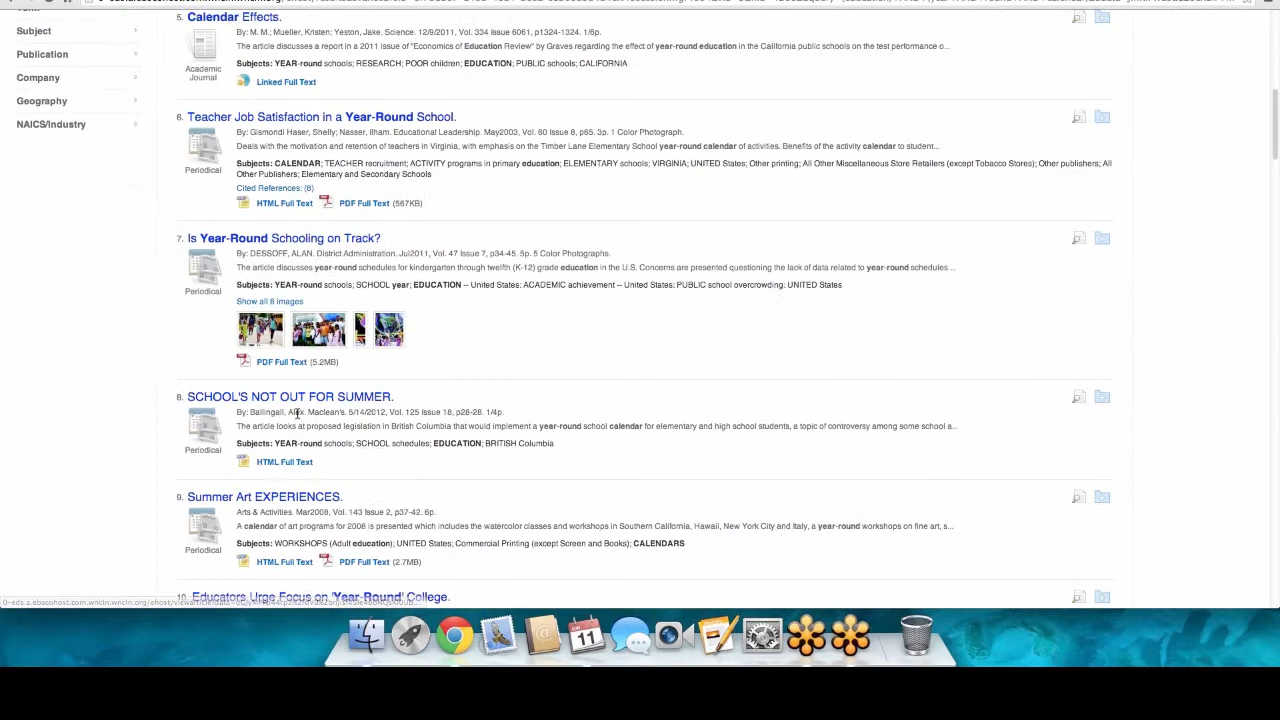 Subject
Publication
Company
Geography
NAICS/Industry
5. Calendar Effects.
By: M. M.; Mueller, Kristen; Yeston, Jake. Science. 12/9/2011, Vol. 334 Issue 6061, p1324-1324. 1/6p.
The article discusses a report in a 2011 issue of "Economics of Education Review" by Graves regarding the effect of year-round education in the California public schools on the test performance o...
Academic
Journal
Subjects: YEAR-round schools; RESEARCH; POOR children; EDUCATION; PUBLIC schools; CALIFORNIA
Linked Full Text
6. Teacher Job Satisfaction in a Year-Round School.
By: Gismondi Haser, Shelly; Nasser, Ilham. Educational Leadership. May2003, Vol. 60 Issue 8, p65. 3p. 1 Color Photograph.
Deals with the motivation and retention of teachers in Virginia, with emphasis on the Timber Lane Elementary School year-round calendar of activities. Benefits of the activity calendar to student...
Periodical
Subjects: CALENDAR; TEACHER recruitment; ACTIVITY programs in primary education; ELEMENTARY schools; VIRGINIA; UNITED States; Other printing; All Other Miscellaneous Store Retailers (except Tobacco Stores); Other publishers; All
Other Publishers; Elementary and Secondary Schools
Cited References: (8)
HTML Full Text PDF Full Text (567KB)
7. Is Year-Round Schooling on Track?
By: DESSOFF, ALAN. District Administration. Jul2011, Vol. 47 Issue 7, p34-45. 5p. 5 Color Photographs.
The article discusses year-round schedules for kindergarten through twelfth (K-12) grade education in the U.S. Concerns are presented questioning the lack of data related to year-round schedules ...
Periodical
Subjects: YEAR-round schools; SCHOOL year; EDUCATION -- United States; ACADEMIC achievement -- United States; PUBLIC school overcrowding; UNITED States
Show all 6 images
PDF Full Text (5.2MB)
8. SCHOOL'S NOT OUT FOR SUMMER.
By: Ballingall, Alex. Maclean's. 5/14/2012, Vol. 125 Issue 18, p28-28. 1/4p.
The article looks at proposed legislation in British Columbia that would implement a year-round school calendar for elementary and high school students, a topic of controversy among some school a...
Periodical
Subjects: YEAR-round schools; SCHOOL schedules; EDUCATION; BRITISH Columbia
HTML Full Text
9. Summer Art EXPERIENCES.
Arts & Activities. Mar2008, Vol. 143 Issue 2, p37-42. 6p.
A calendar of art programs for 2008 is presented which includes the watercolor classes and workshops in Southern California, Hawaii, New York City and Italy, a year-round workshops on fine art, s...
Periodical
Subjects: WORKSHOPS (Adult education); UNITED States; Commercial Printing (except Screen and Books); CALENDARS
HTML Full Text PDF Full Text (2.7MB)
10. Educators Urge Focus on 'Year-Round' College.
JUN
11